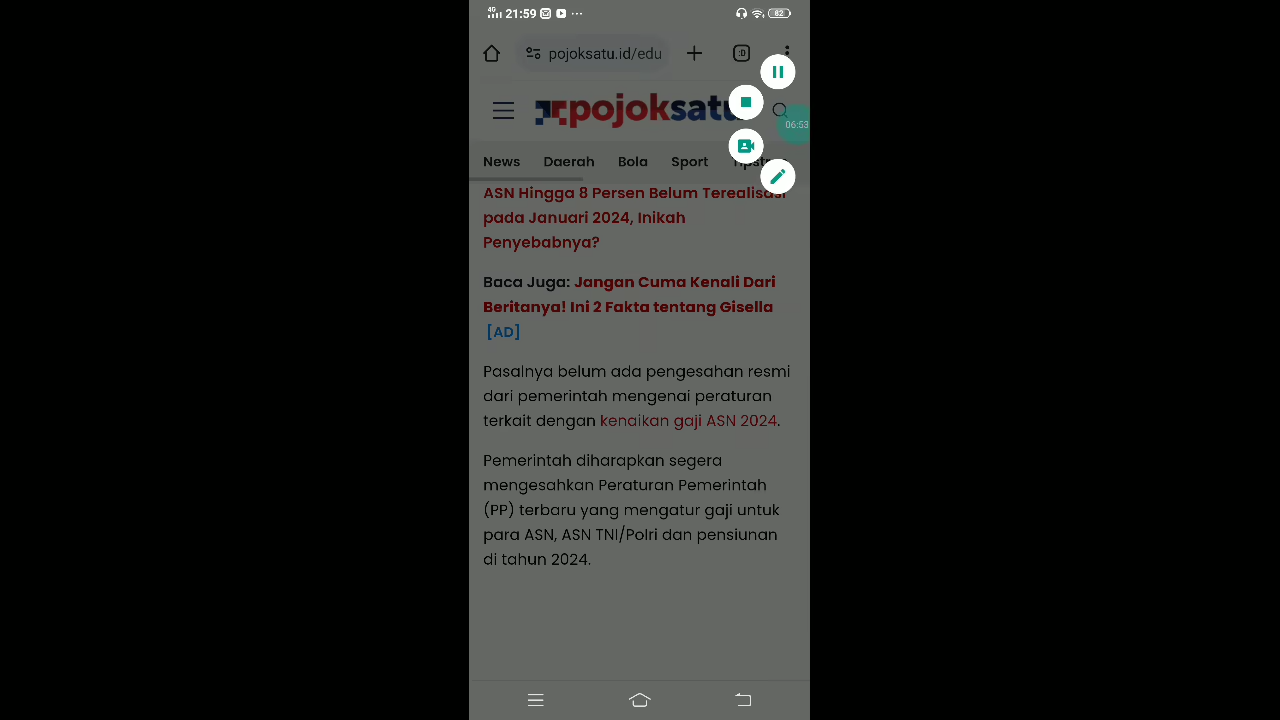 4G 21:59 ... 62
pojoksatu.id/edu :D
pojoksatu
06:53
News Daerah Bola Sport
ASN Hingga 8 Persen Belum Terealisasi
pada Januari 2024, Inikah
Penyebabnya?
Baca Juga: Jangan Cuma Kenali Dari
Beritanya! Ini 2 Fakta tentang Gisella
[AD]
Pasalnya belum ada pengesahan resmi
dari pemerintah mengenai peraturan
terkait dengan kenaikan gaji ASN 2024.
Pemerintah diharapkan segera
mengesahkan Peraturan Pemerintah
(PP) terbaru yang mengatur gaji untuk
para ASN, ASN TNI/Polri dan pensiunan
di tahun 2024.